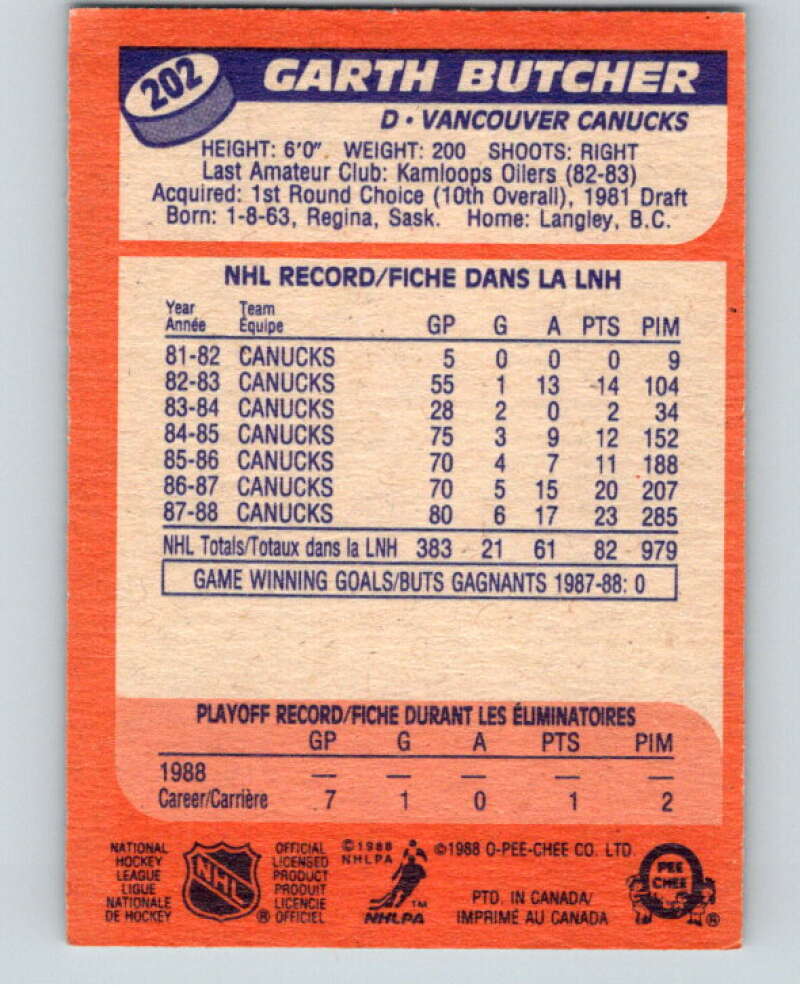 202
GARTH BUTCHER
D • VANCOUVER CANUCKS
HEIGHT: 6'0". WEIGHT: 200 SHOOTS: RIGHT
Last Amateur Club: Kamloops Oilers (82-83)
Acquired: 1st Round Choice (10th Overall), 1981 Draft
Born: 1-8-63, Regina, Sask. Home: Langley, B.C.
NHL RECORD/FICHE DANS LA LNH
Year Team
Année Équipe GP G A PTS PIM
81-82 CANUCKS 5 0 0 0 9
82-83 CANUCKS 55 1 13 14 104
83-84 CANUCKS 28 2 0 2 34
84-85 CANUCKS 75 3 9 12 152
85-86 CANUCKS 70 4 7 11 188
86-87 CANUCKS 70 5 15 20 207
87-88 CANUCKS 80 6 17 23 285
NHL Totals/Totaux dans la LNH 383 21 61 82 979
GAME WINNING GOALS/BUTS GAGNANTS 1987-88: 0
PLAYOFF RECORD/FICHE DURANT LES ÉLIMINATOIRES
GP G A PTS PIM
1988 — — — — —
Career/Carrière 7 1 0 1 2
NATIONAL
HOCKEY
LEAGUE
LIGUE
NATIONALE
DE HOCKEY
NHL
®
OFFICIAL
LICENSED
PRODUCT
PRODUIT
LICENCIE
OFFICIEL
©1988
NHLPA
TM
NHLPA
©1988 O-PEE-CHEE CO. LTD.
PTD. IN CANADA/
IMPRIMÉ AU CANADA
PEE
CHEE
®